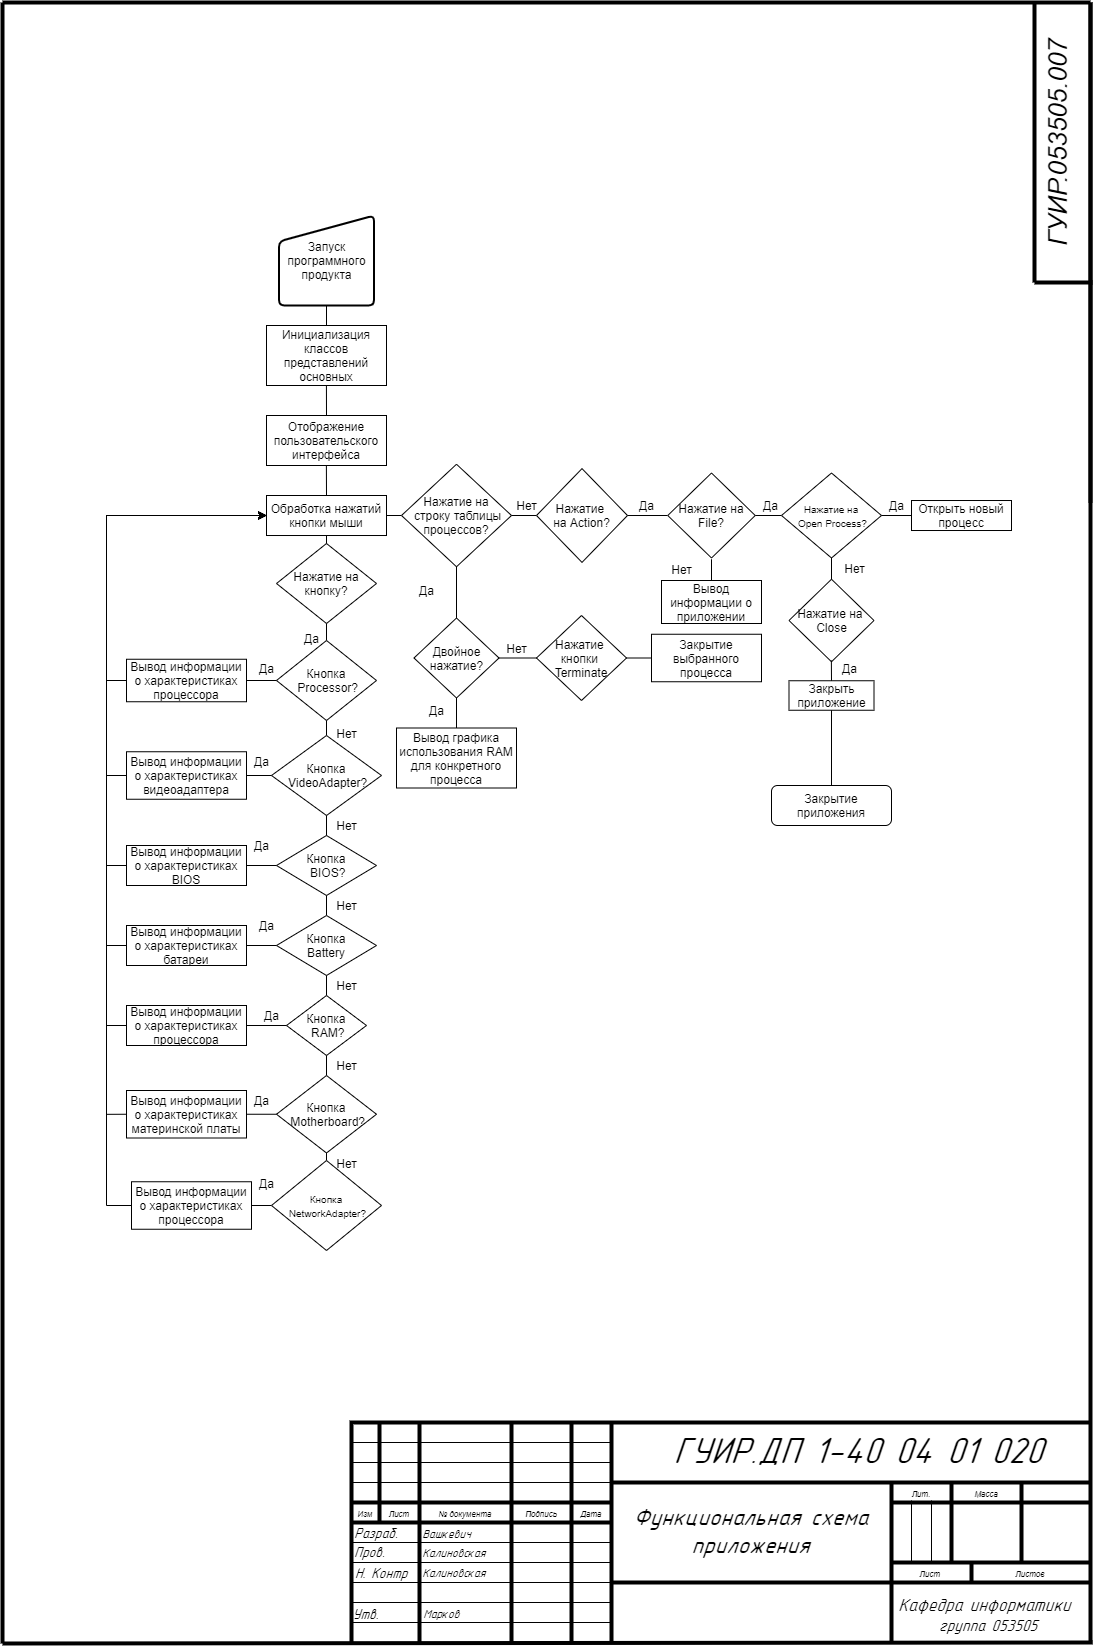 ГУИР.053505.007
Запуск
программного
продукта
Инициализация
классов
представлений
основных
Отображение
пользовательского
интерфейса
Обработка нажатий
кнопки мыши
Нажатие на
строку таблицы
процессов?
Нет
Нажатие
на Action?
Да
Нажатие на
File?
Да
Нажатие на
Open Process?
Да
Открыть новый
процесс
Нет
Вывод
информации о
приложении
Нет
Нажатие на
Close
Да
Закрыть
приложение
Закрытие
приложения
Да
Двойное
нажатие?
Нет
Нажатие
кнопки
Terminate
Закрытие
выбранного
процесса
Да
Вывод графика
использования RAM
для конкретного
процесса
Нажатие на
кнопку?
Да
Кнопка
Processor?
Да
Вывод информации
о характеристиках
процессора
Нет
Кнопка
VideoAdapter?
Да
Вывод информации
о характеристиках
видеоадаптера
Нет
Кнопка
BIOS?
Да
Вывод информации
о характеристиках
BIOS
Нет
Кнопка
Battery
Да
Вывод информации
о характеристиках
батареи
Нет
Кнопка
RAM?
Да
Вывод информации
о характеристиках
процессора
Нет
Кнопка
Motherboard?
Да
Вывод информации
о характеристиках
материнской платы
Нет
Кнопка
NetworkAdapter?
Да
Вывод информации
о характеристиках
процессора
ГУИР.ДП 1-40 04 01 020
Изм Лист № документа Подпись Дата
Разраб. Вашкевич
Пров. Калиновская
Н. Контр Калиновская
Утв. Марков
Функциональная схема
приложения
Лит. Масса
Лист Листов
Кафедра информатики
группа 053505